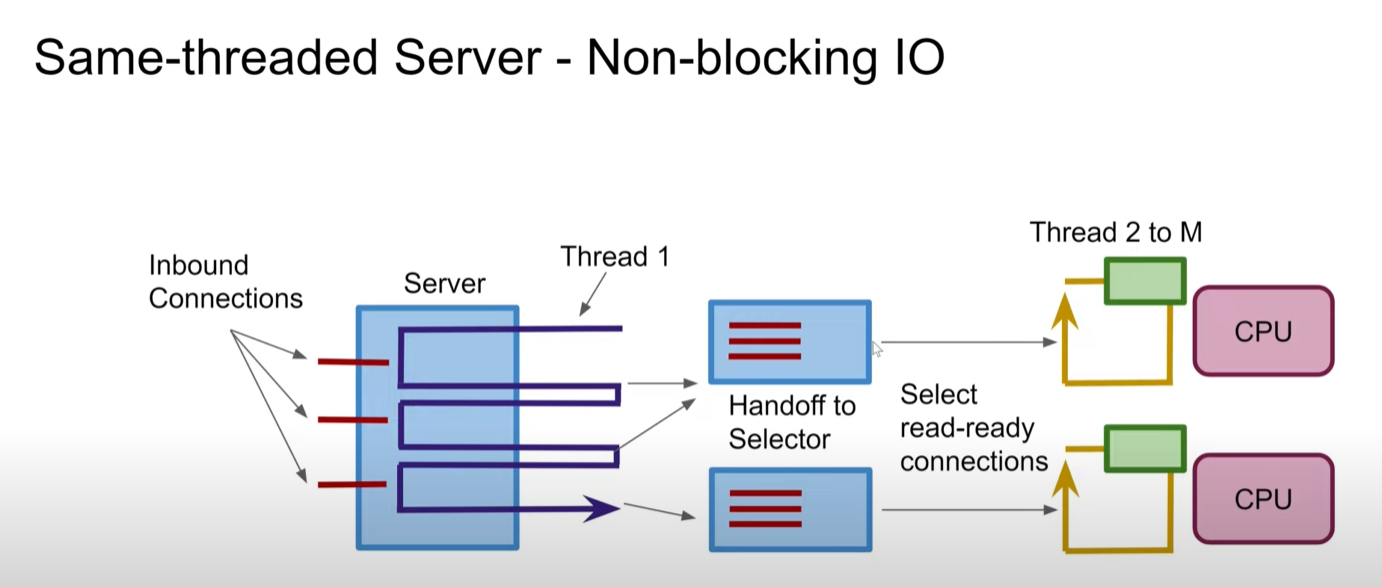 Same-threaded Server - Non-blocking IO
Inbound
Connections
Server
Thread 1
Handoff to
Selector
Select
read-ready
connections
Thread 2 to M
CPU
CPU